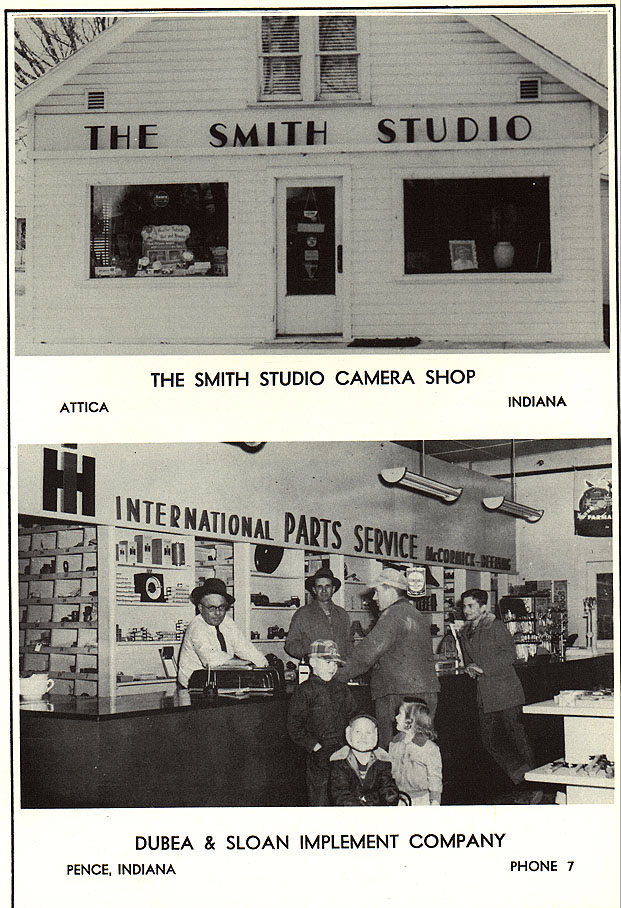 THE SMITH STUDIO
THE SMITH STUDIO CAMERA SHOP
ATTICA INDIANA
IH
INTERNATIONAL PARTS SERVICE McCORMICK-DEERING
DUBEA & SLOAN IMPLEMENT COMPANY
PENCE, INDIANA PHONE 7